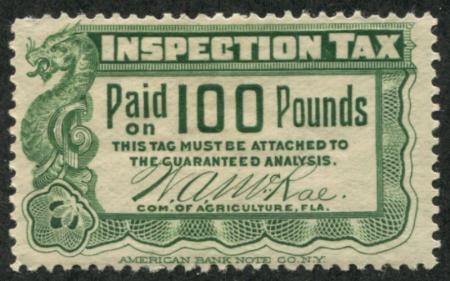 INSPECTION TAX
Paid on 100 Pounds
THIS TAG MUST BE ATTACHED TO
THE GUARANTEED ANALYSIS.
W. A. McRae.
COM. OF AGRICULTURE, FLA.
AMERICAN BANK NOTE CO. N.Y.